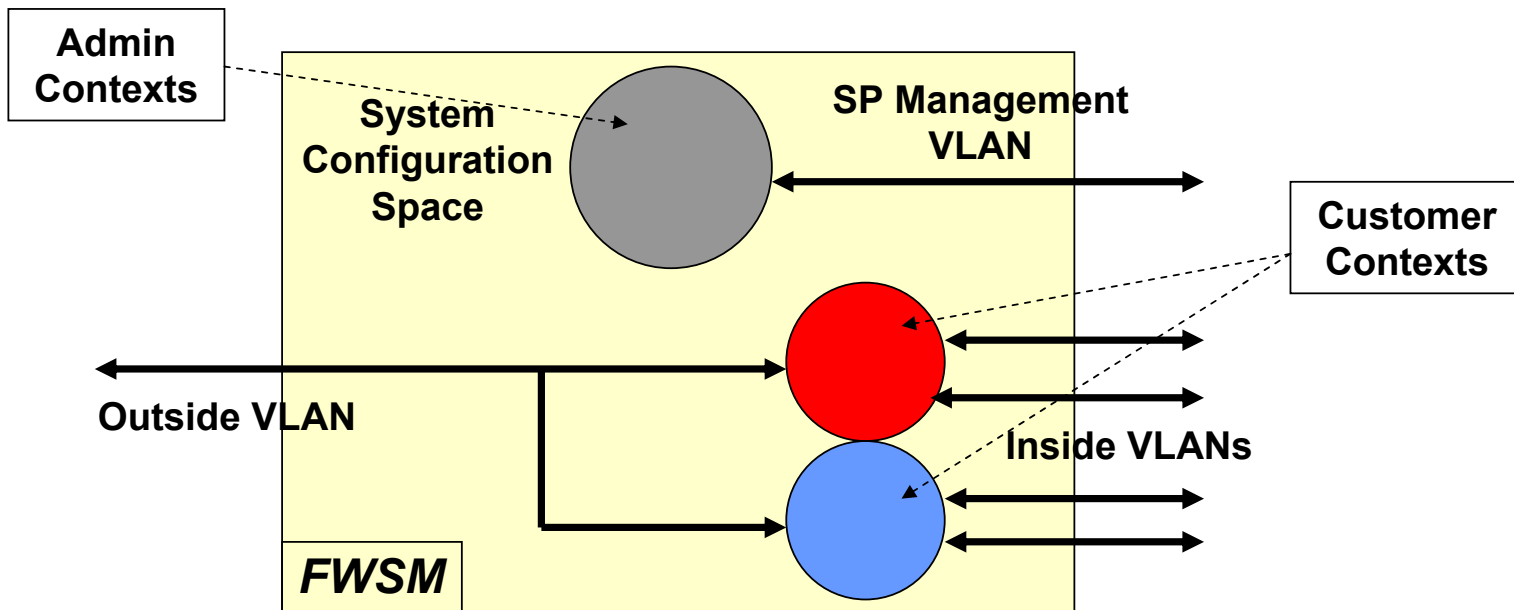 Admin
Contexts
System
Configuration
Space
SP Management
VLAN
Customer
Contexts
Outside VLAN
Inside VLANs
FWSM